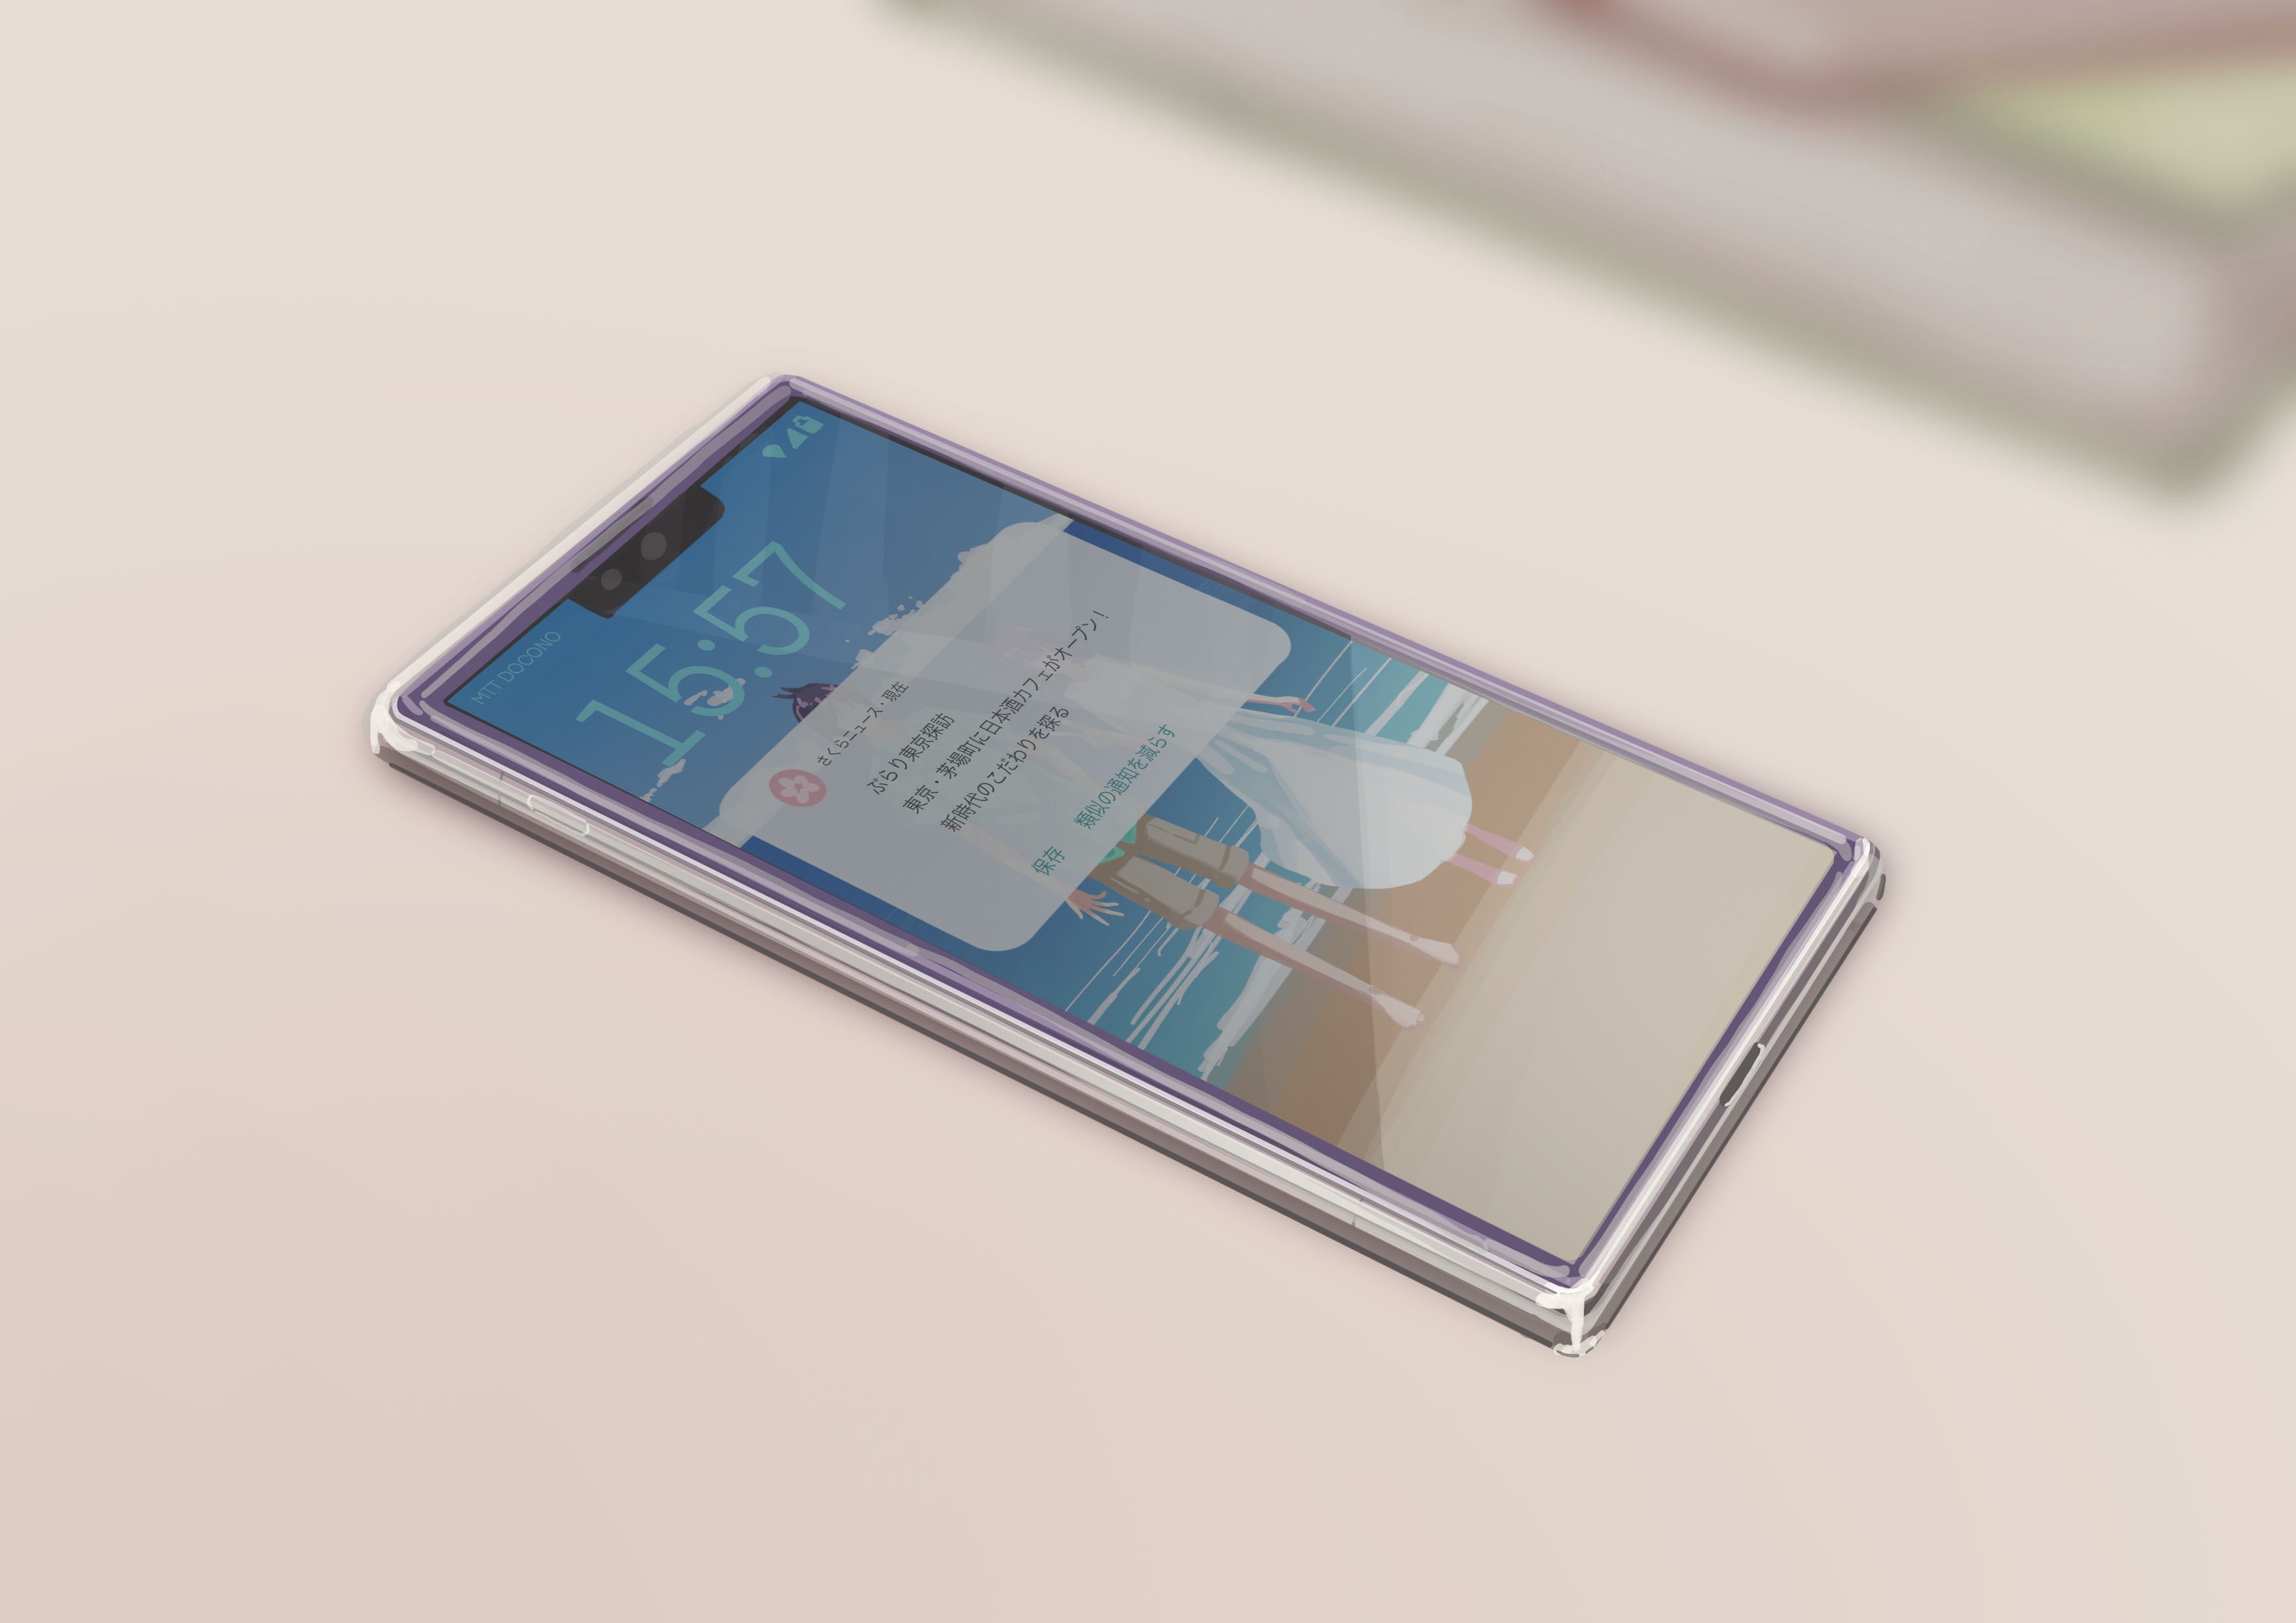 MTT DOCONO
15:57
さくらニュース・現在
ぶらり東京探訪
東京・茅場町に日本酒カフェがオープン！
新時代のこだわりを探る
保存 類似の通知を減らす